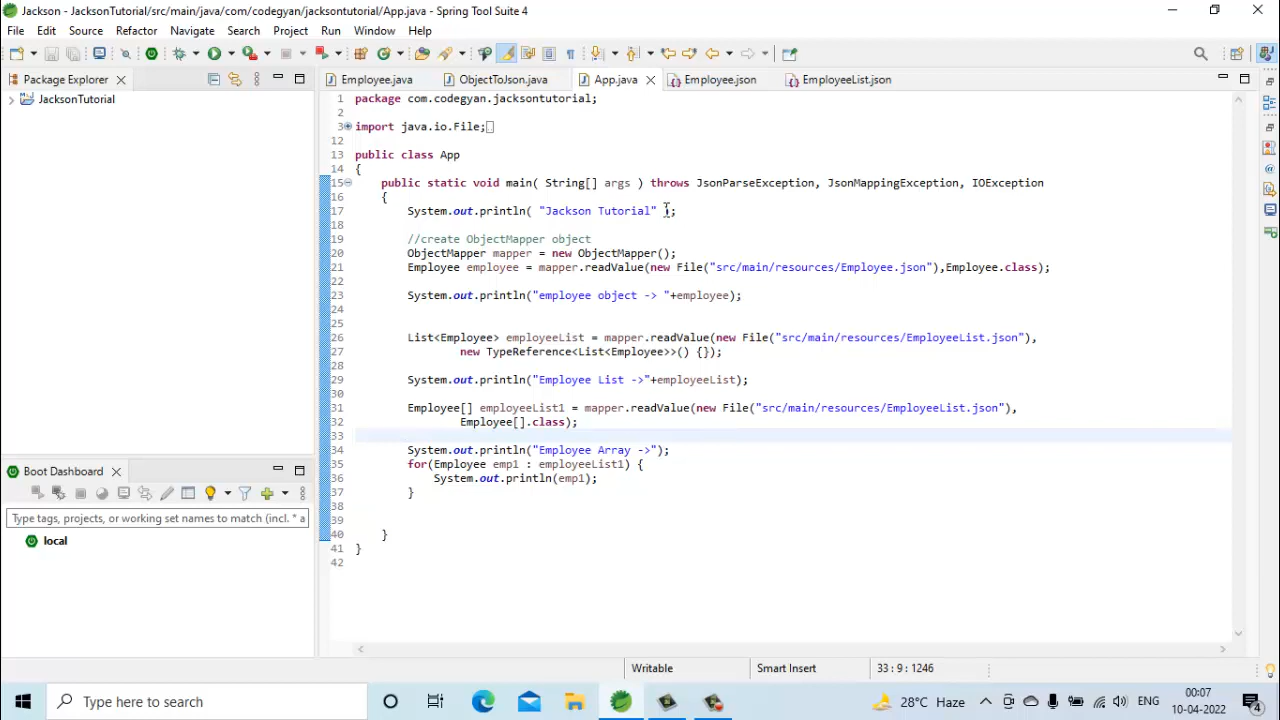 Jackson - JacksonTutorial/src/main/java/com/codegyan/jacksontutorial/App.java - Spring Tool Suite 4
File Edit Source Refactor Navigate Search Project Run Window Help
Package Explorer
JacksonTutorial
Employee.java ObjectToJson.java App.java Employee.json EmployeeList.json
1 package com.codegyan.jacksontutorial;
2
3 import java.io.File;
12
13 public class App
14 {
15 public static void main( String[] args ) throws JsonParseException, JsonMappingException, IOException
16 {
17 System.out.println( "Jackson Tutorial" );
18
19 //create ObjectMapper object
20 ObjectMapper mapper = new ObjectMapper();
21 Employee employee = mapper.readValue(new File("src/main/resources/Employee.json"),Employee.class);
22
23 System.out.println("employee object -> "+employee);
24
25
26 List<Employee> employeeList = mapper.readValue(new File("src/main/resources/EmployeeList.json"),
27 new TypeReference<List<Employee>>() {});
28
29 System.out.println("Employee List ->"+employeeList);
30
31 Employee[] employeeList1 = mapper.readValue(new File("src/main/resources/EmployeeList.json"),
32 Employee[].class);
33
34 System.out.println("Employee Array ->");
35 for(Employee emp1 : employeeList1) {
36 System.out.println(emp1);
37 }
38
39
40 }
41 }
42
Boot Dashboard
Type tags, projects, or working set names to match (incl. * a
local
Writable Smart Insert 33 : 9 : 1246
Type here to search
28°C Haze
ENG
00:07
10-04-2022
4